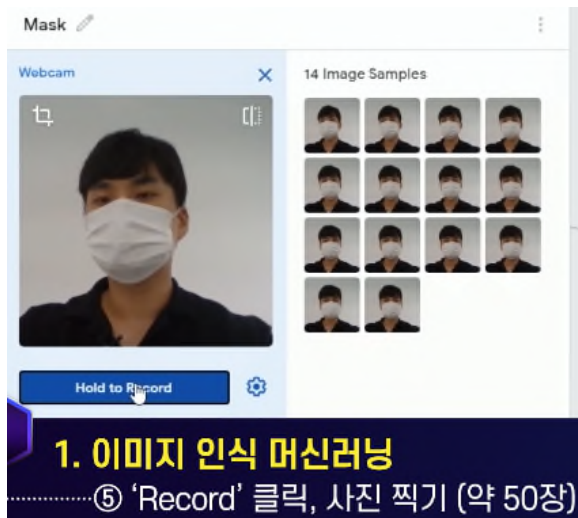 Mask
Webcam
14 Image Samples
Hold to Record
1. 이미지 인식 머신러닝
⑤ ‘Record’ 클릭, 사진 찍기 (약 50장)